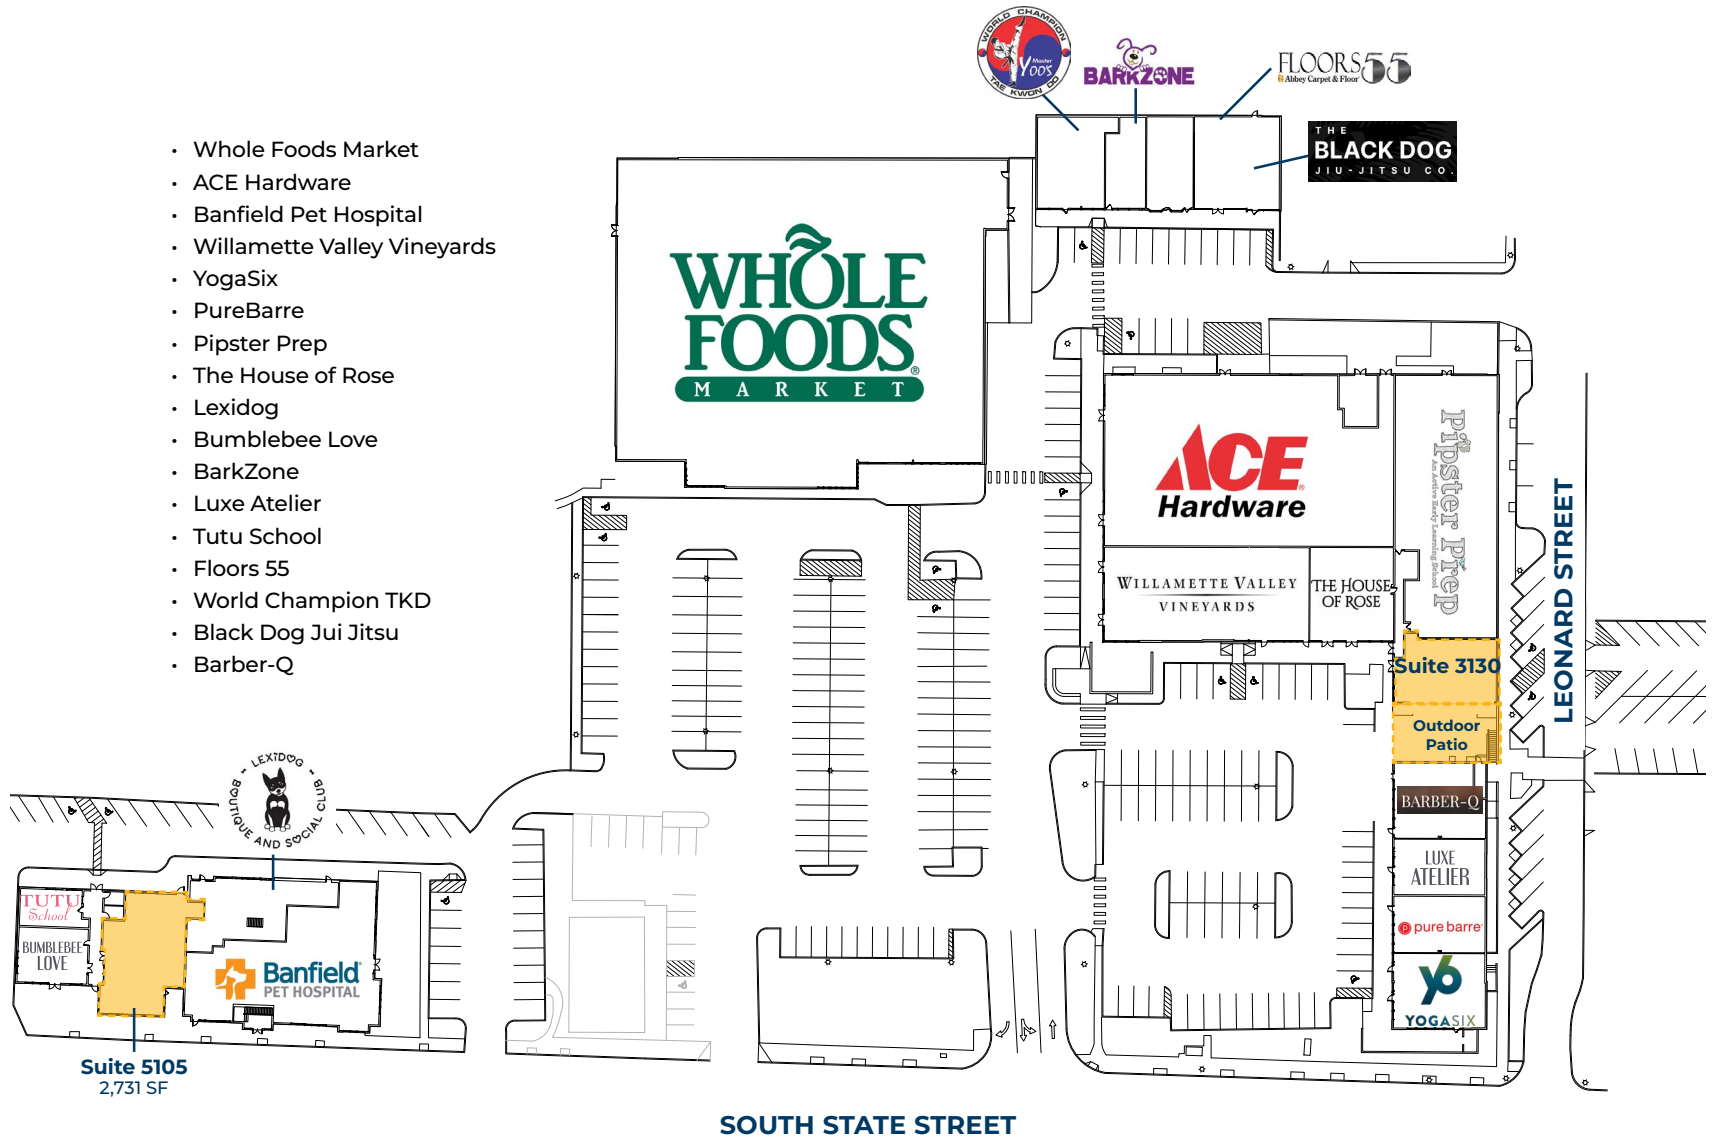 WORLD CHAMPION
Master
YOO'S
TAE KWON DO
BARKZONE
FLOORS 55
Abbey Carpet & Floor
THE
BLACK DOG
JIU-JITSU CO.
• Whole Foods Market
• ACE Hardware
• Banfield Pet Hospital
• Willamette Valley Vineyards
• YogaSix
• PureBarre
• Pipster Prep
• The House of Rose
• Lexidog
• Bumblebee Love
• BarkZone
• Luxe Atelier
• Tutu School
• Floors 55
• World Champion TKD
• Black Dog Jui Jitsu
• Barber-Q
WHOLE
FOODS
MARKET
ACE
Hardware
Pipster Prep
An Active Early Learning School
WILLAMETTE VALLEY
VINEYARDS
THE HOUSE
OF ROSE
LEONARD STREET
Suite 3130
Outdoor
Patio
BARBER-Q
LUXE
ATELIER
pure barre
YOGASIX
LEXIDOG
BOUTIQUE AND SOCIAL CLUB
TUTU
School
BUMBLEBEE
LOVE
Banfield
PET HOSPITAL
Suite 5105
2,731 SF
SOUTH STATE STREET